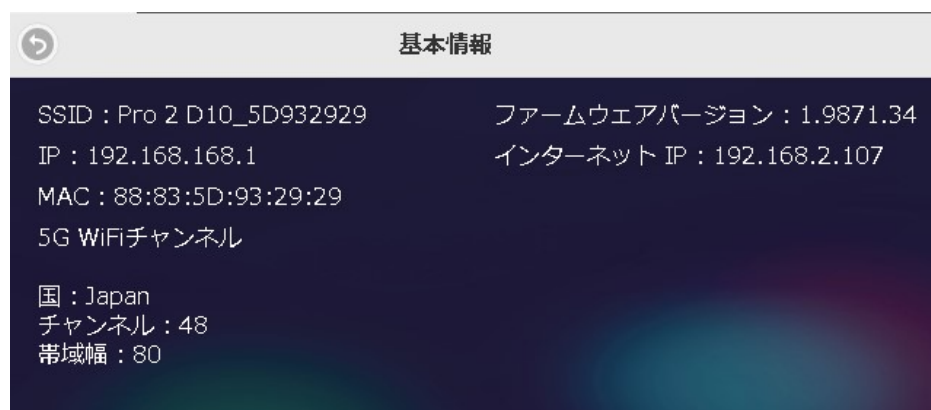 基本情報
SSID：Pro 2 D10_5D932929
IP：192.168.168.1
MAC：88:83:5D:93:29:29
5G WiFiチャンネル
国：Japan
チャンネル：48
帯域幅：80
ファームウェアバージョン：1.9871.34
インターネット IP：192.168.2.107